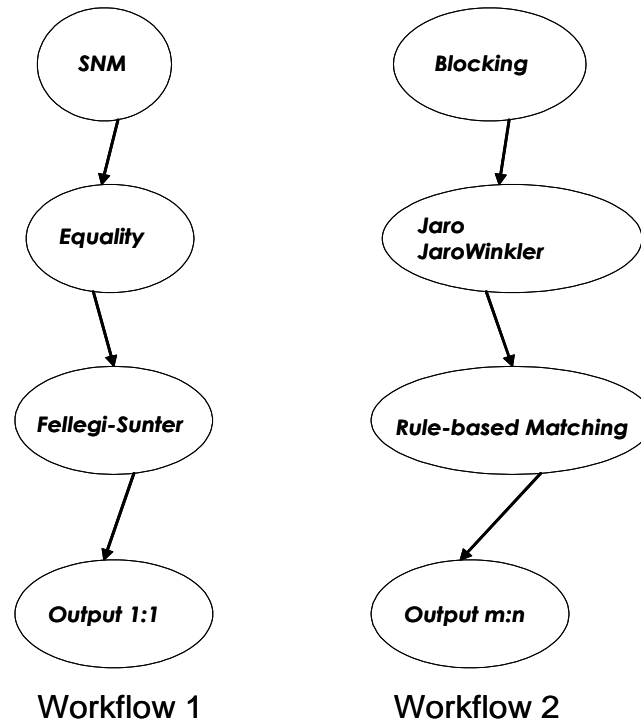 SNM
Equality
Fellegi-Sunter
Output 1:1
Workflow 1
Blocking
Jaro
JaroWinkler
Rule-based Matching
Output m:n
Workflow 2